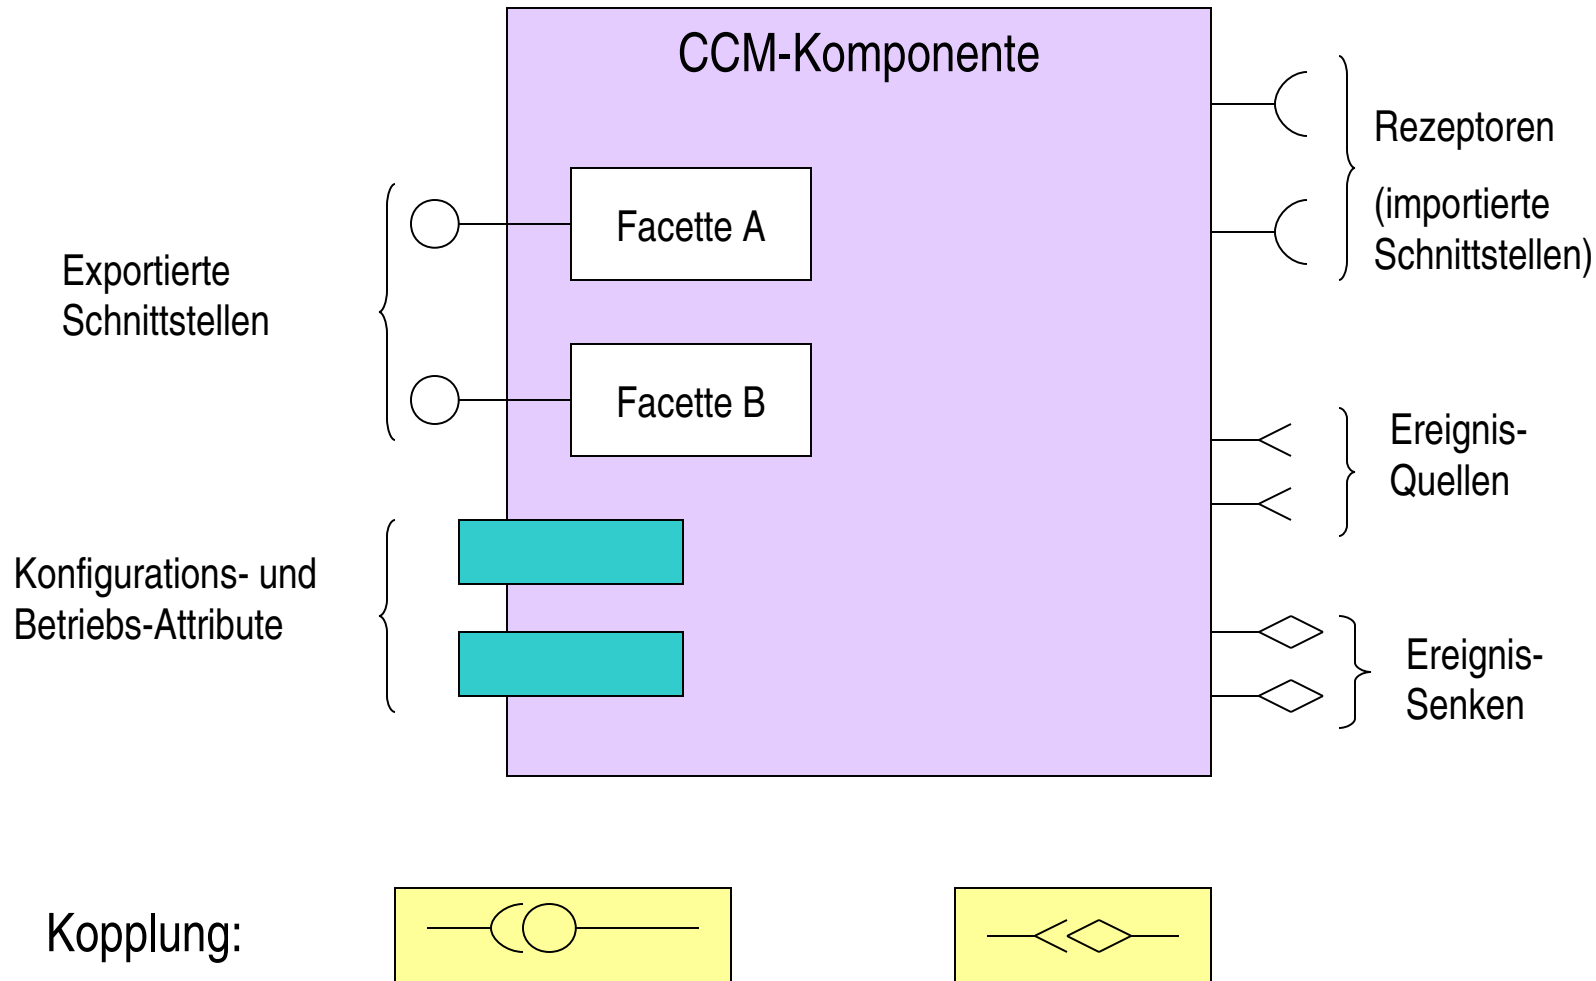 CCM-Komponente
Exportierte
Schnittstellen
Facette A
Facette B
Konfigurations- und
Betriebs-Attribute
Rezeptoren
(importierte
Schnittstellen)
Ereignis-
Quellen
Ereignis-
Senken
Kopplung: